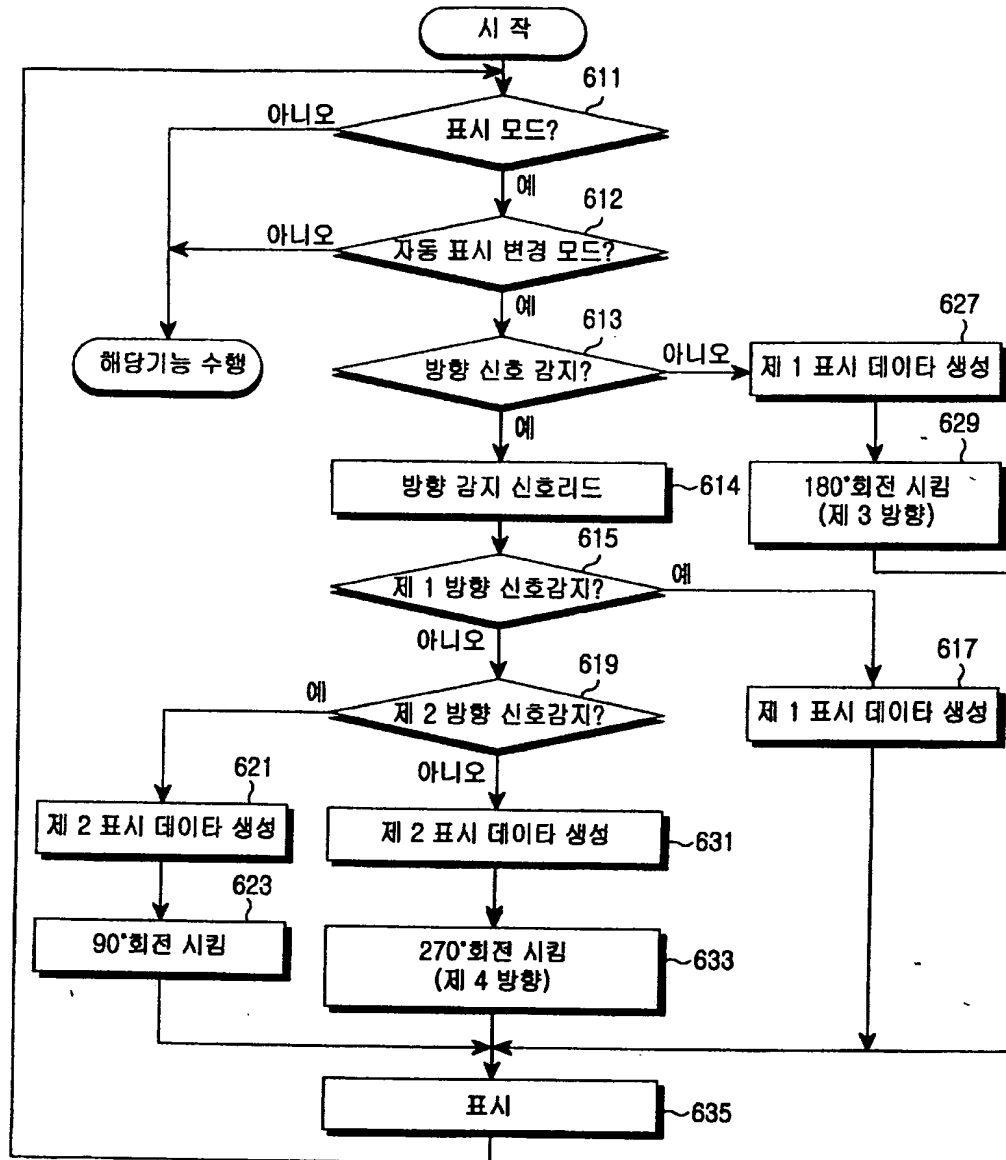 시 작
611
표시 모드?
아니오
예
612
자동 표시 변경 모드?
아니오
예
613
방향 신호 감지?
아니오
627
제 1 표시 데이타 생성
해당기능 수행
예
629
180°회전 시킴
(제 3 방향)
방향 감지 신호리드
614
615
제 1 방향 신호감지?
예
아니오
619
제 2 방향 신호감지?
예
617
제 1 표시 데이타 생성
아니오
621
제 2 표시 데이타 생성
제 2 표시 데이타 생성
631
623
90°회전 시킴
270°회전 시킴
(제 4 방향)
633
표시
635